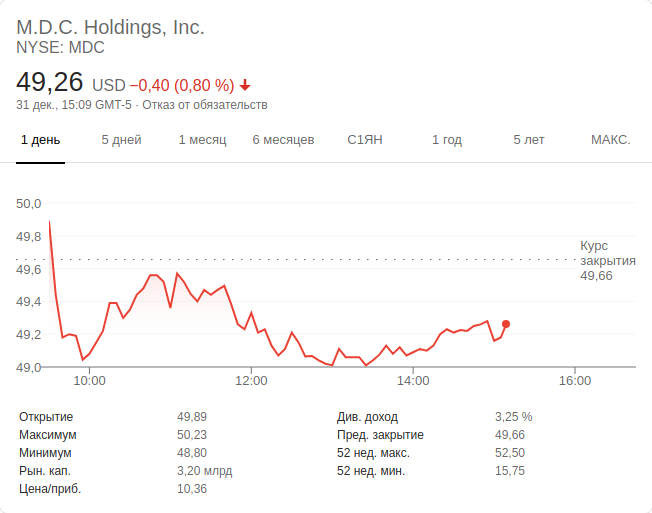 M.D.C. Holdings, Inc.
NYSE: MDC
49,26 USD −0,40 (0,80 %)
31 дек., 15:09 GMT-5 · Отказ от обязательств
1 день 5 дней 1 месяц 6 месяцев С1ЯН 1 год 5 лет МАКС.
50,0
49,8
Курс
закрытия
49,66
49,6
49,4
49,2
49,0
10:00 12:00 14:00 16:00
Открытие 49,89 Див. доход 3,25 %
Максимум 50,23 Пред. закрытие 49,66
Минимум 48,80 52 нед. макс. 52,50
Рын. кап. 3,20 млрд 52 нед. мин. 15,75
Цена/приб. 10,36